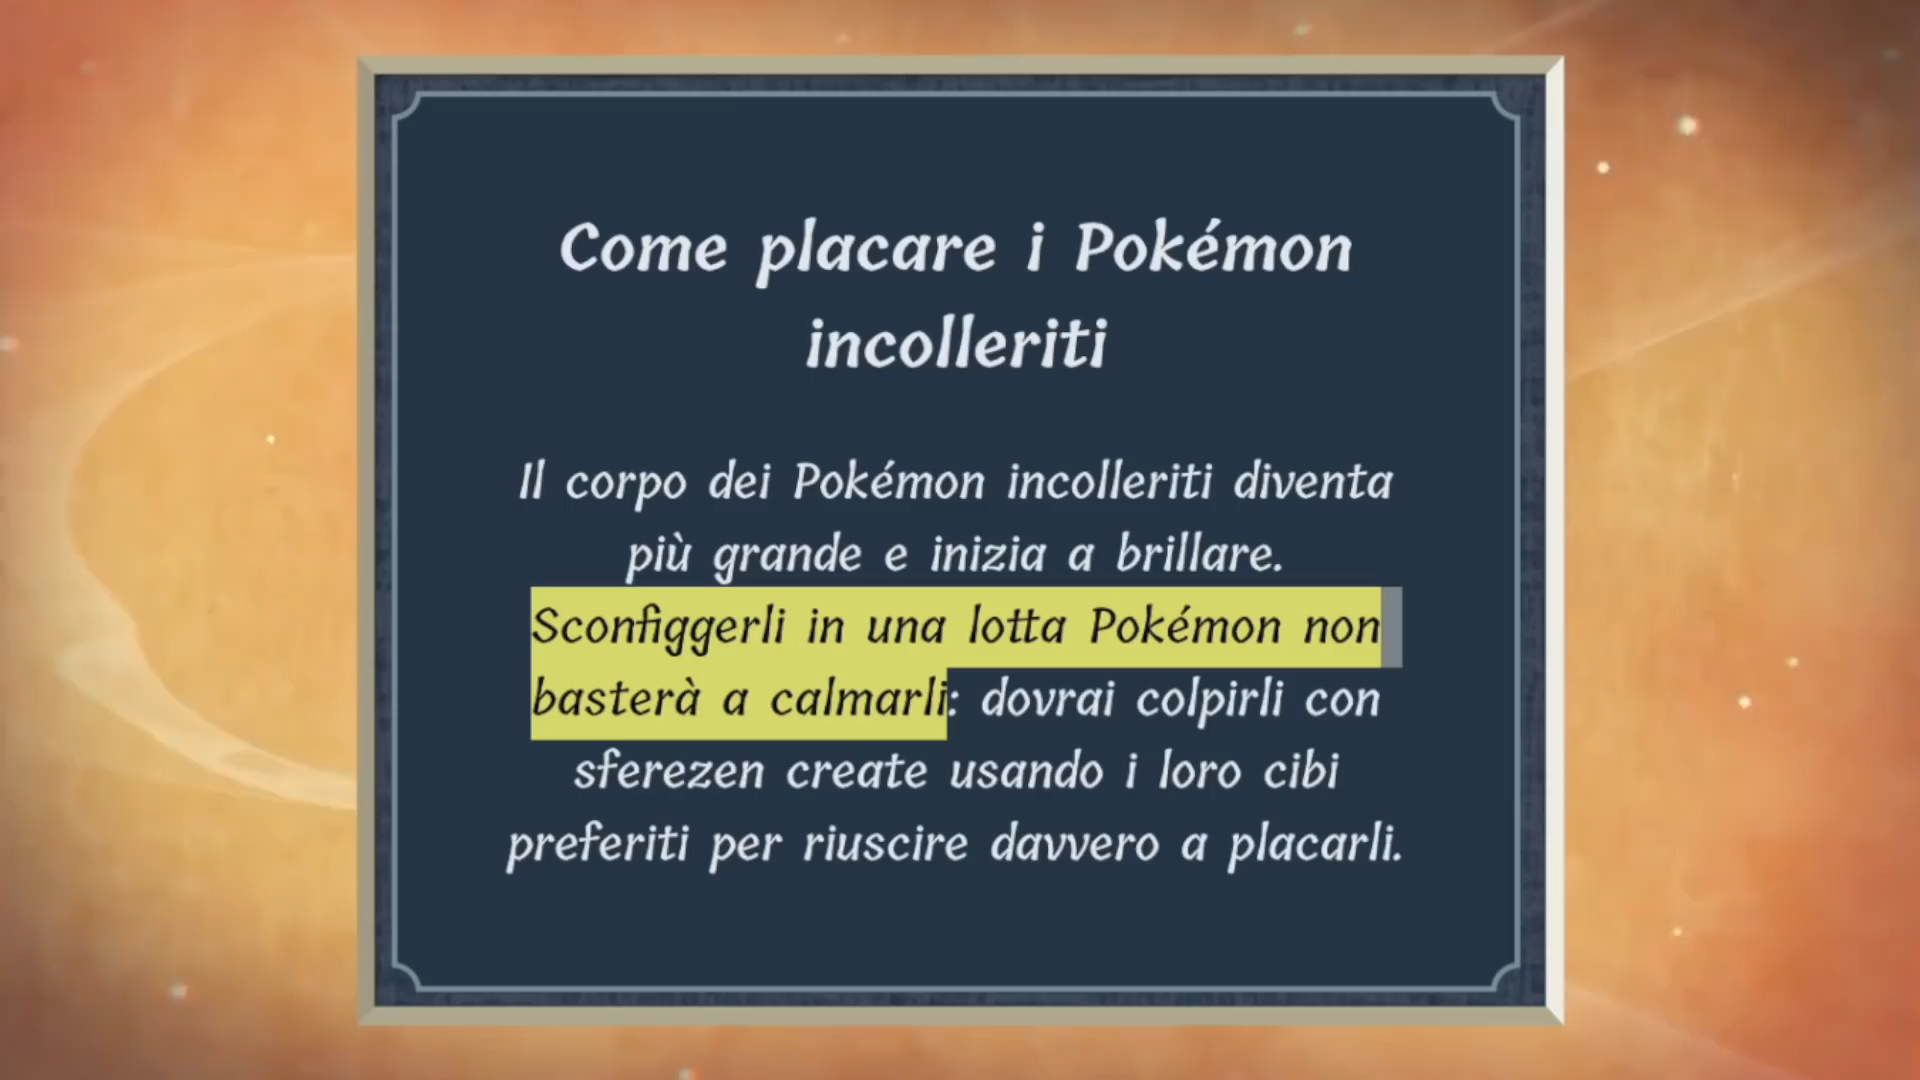 Come placare i Pokémon
incolleriti
Il corpo dei Pokémon incolleriti diventa
più grande e inizia a brillare.
Sconfiggerli in una lotta Pokémon non
basterà a calmarli: dovrai colpirli con
sferezen create usando i loro cibi
preferiti per riuscire davvero a placarli.